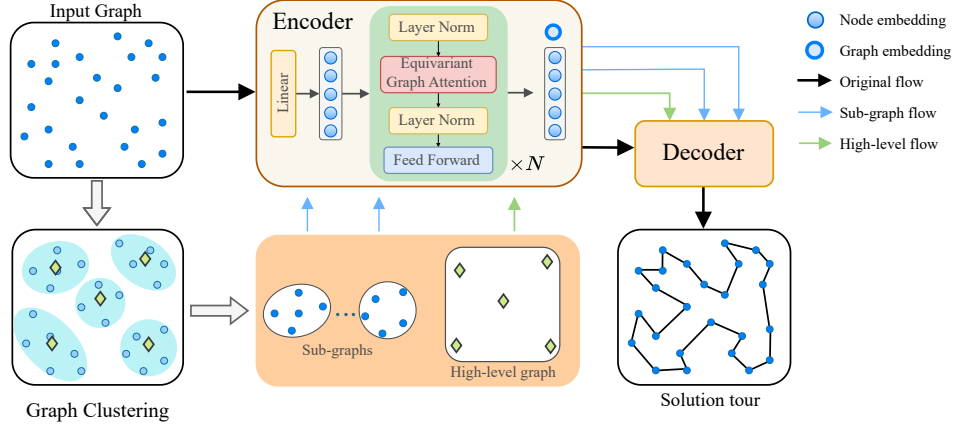 Input Graph
Encoder
Linear
Layer Norm
Equivariant
Graph Attention
Layer Norm
Feed Forward
×N
Node embedding
Graph embedding
Original flow
Sub-graph flow
High-level flow
Decoder
Graph Clustering
Sub-graphs
...
High-level graph
Solution tour